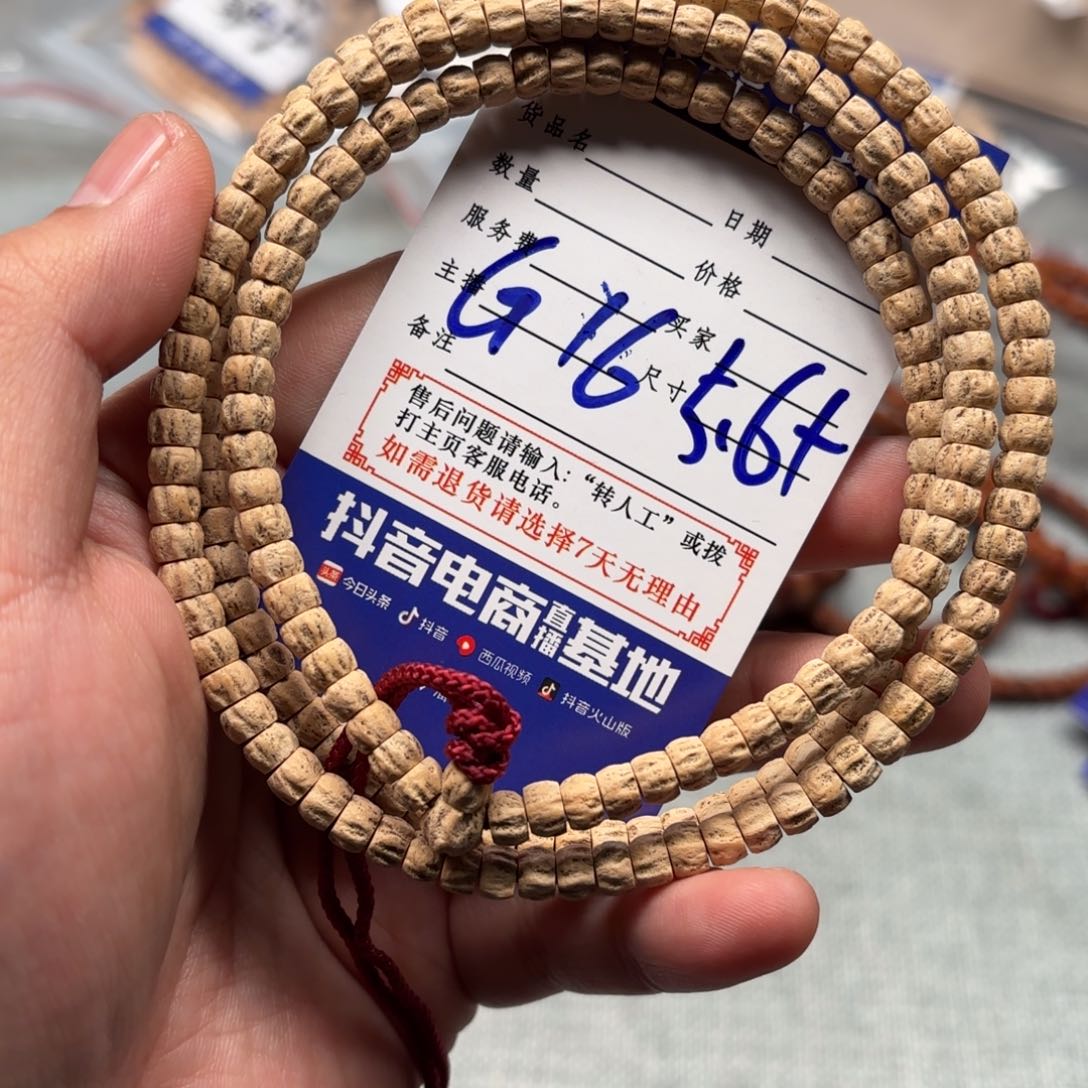 货品名
日期
数量
价格
服务费
买家
主播
尺寸
备注
G 16 5.6t
售后问题请输入：“转人工”或拨
打主页客服电话。
如需退货请选择7天无理由
抖音电商直播基地
头条 今日头条 抖音 西瓜视频 抖音火山版